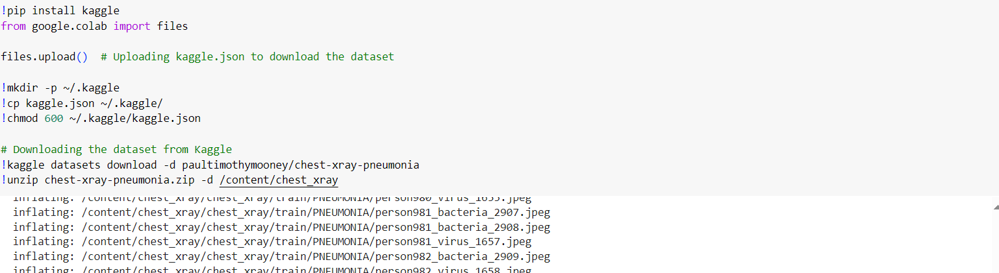 !pip install kaggle
from google.colab import files
files.upload()  # Uploading kaggle.json to download the dataset
!mkdir -p ~/.kaggle
!cp kaggle.json ~/.kaggle/
!chmod 600 ~/.kaggle/kaggle.json
# Downloading the dataset from Kaggle
!kaggle datasets download -d paultimothymooney/chest-xray-pneumonia
!unzip chest-xray-pneumonia.zip -d /content/chest_xray
inflating: /content/chest_xray/chest_xray/train/PNEUMONIA/person980_virus_1655.jpeg
inflating: /content/chest_xray/chest_xray/train/PNEUMONIA/person981_bacteria_2907.jpeg
inflating: /content/chest_xray/chest_xray/train/PNEUMONIA/person981_bacteria_2908.jpeg
inflating: /content/chest_xray/chest_xray/train/PNEUMONIA/person981_virus_1657.jpeg
inflating: /content/chest_xray/chest_xray/train/PNEUMONIA/person982_bacteria_2909.jpeg
inflating: /content/chest_xray/chest_xray/train/PNEUMONIA/person982_virus_1658.jpeg